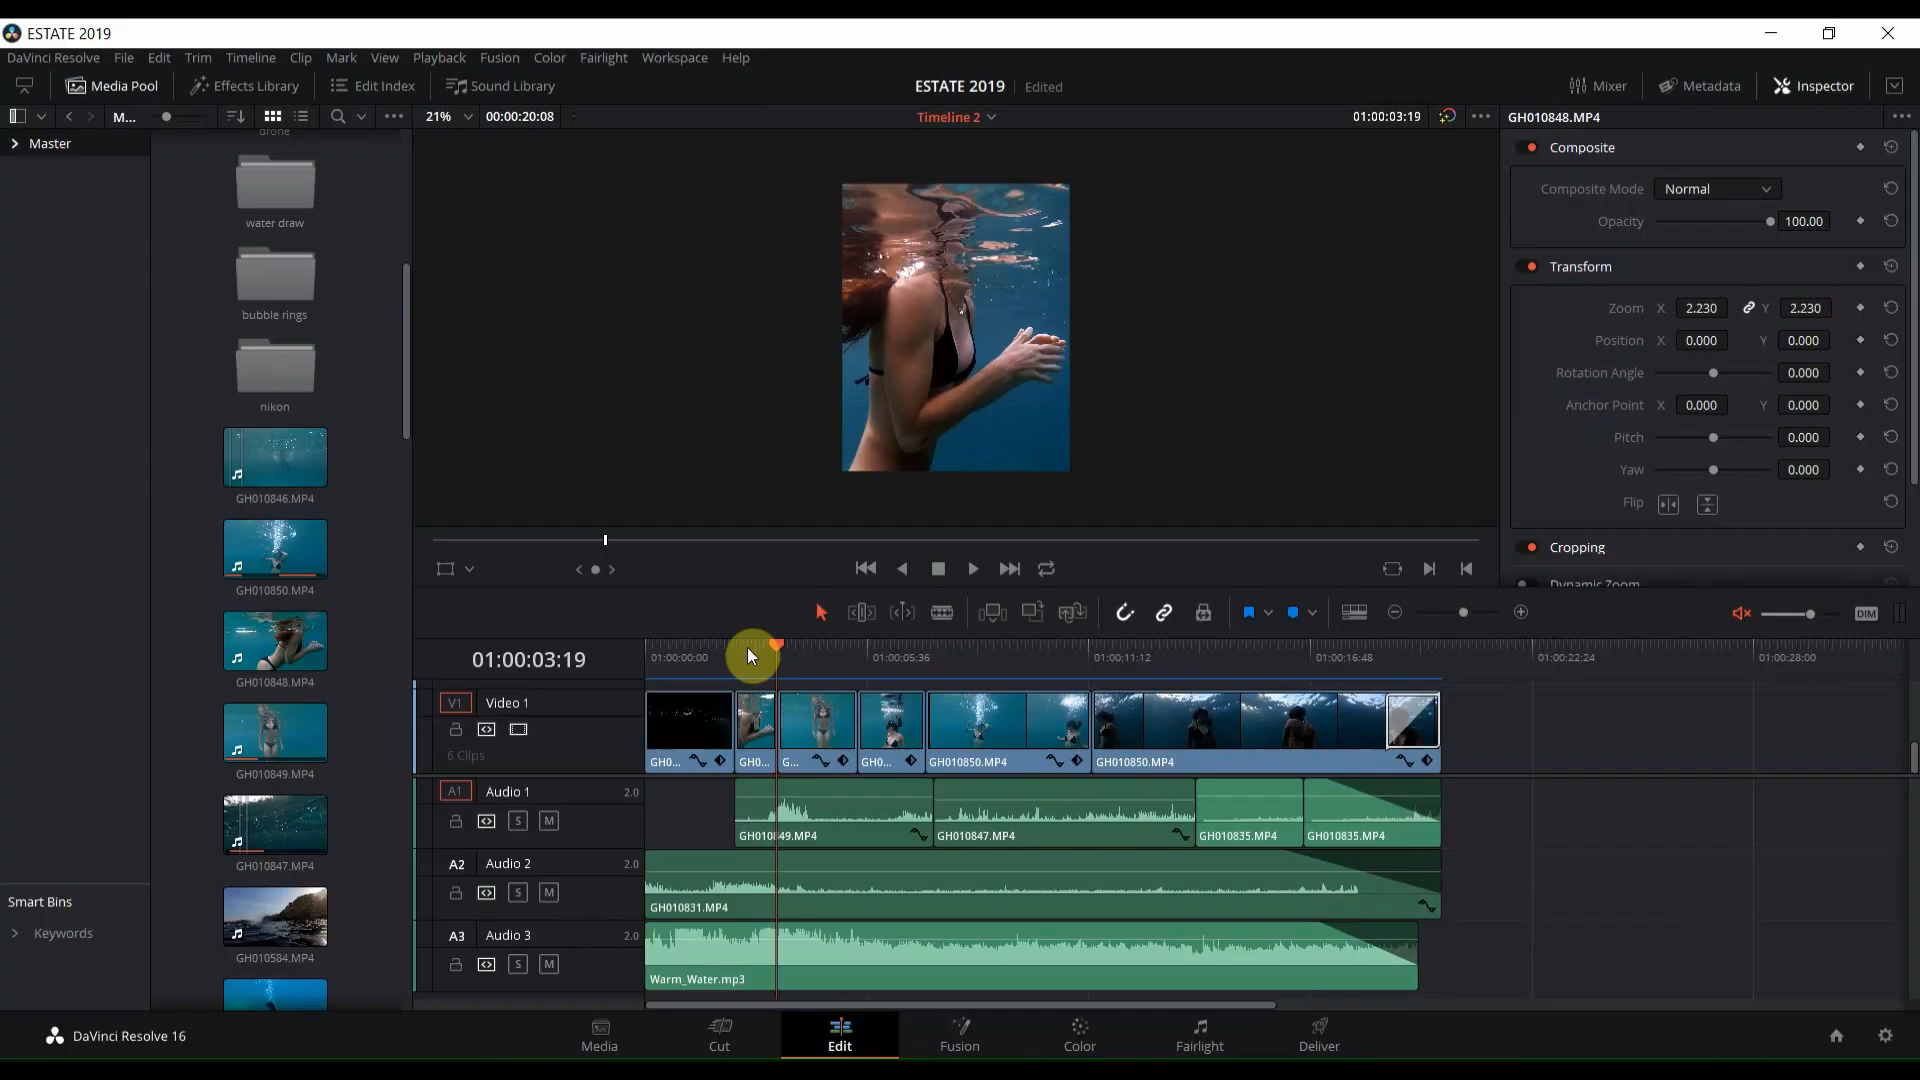 ESTATE 2019
DaVinci Resolve File Edit Trim Timeline Clip Mark View Playback Fusion Color Fairlight Workspace Help
Media Pool Effects Library Edit Index Sound Library ESTATE 2019 Edited Mixer Metadata Inspector
M... 21% 00:00:20:08 Timeline 2 01:00:03:19 GH010848.MP4
Master
drone
water draw
bubble rings
nikon
GH010846.MP4
GH010850.MP4
GH010848.MP4
GH010849.MP4
GH010847.MP4
GH010584.MP4
Smart Bins
Keywords
Composite
Composite Mode Normal
Opacity 100.00
Transform
Zoom X 2.230 Y 2.230
Position X 0.000 Y 0.000
Rotation Angle 0.000
Anchor Point X 0.000 Y 0.000
Pitch 0.000
Yaw 0.000
Flip
Cropping
Dynamic Zoom
DIM
01:00:03:19 01:00:00:00 01:00:05:36 01:00:11:12 01:00:16:48 01:00:22:24 01:00:28:00
V1 Video 1
6 Clips
GH0... GH0... G... GH0... GH010850.MP4 GH010850.MP4
A1 Audio 1 2.0
S M
GH010849.MP4 GH010847.MP4 GH010835.MP4 GH010835.MP4
A2 Audio 2 2.0
S M
GH010831.MP4
A3 Audio 3 2.0
S M
Warm_Water.mp3
DaVinci Resolve 16 Media Cut Edit Fusion Color Fairlight Deliver